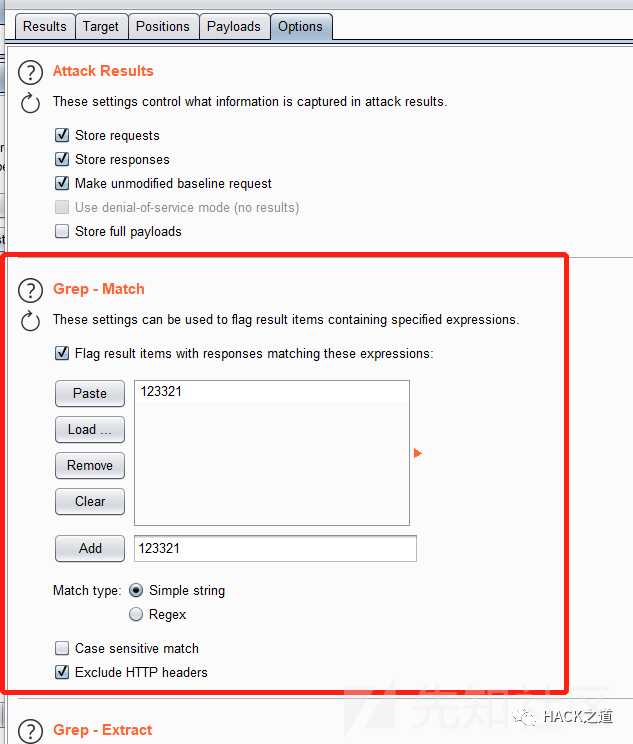 Results Target Positions Payloads Options
Attack Results
These settings control what information is captured in attack results.
Store requests
Store responses
Make unmodified baseline request
Use denial-of-service mode (no results)
Store full payloads
Grep - Match
These settings can be used to flag result items containing specified expressions.
Flag result items with responses matching these expressions:
Paste
123321
Load ...
Remove
Clear
Add
123321
Match type:
Simple string
Regex
Case sensitive match
Exclude HTTP headers
先知社区
HACK之道
Grep - Extract